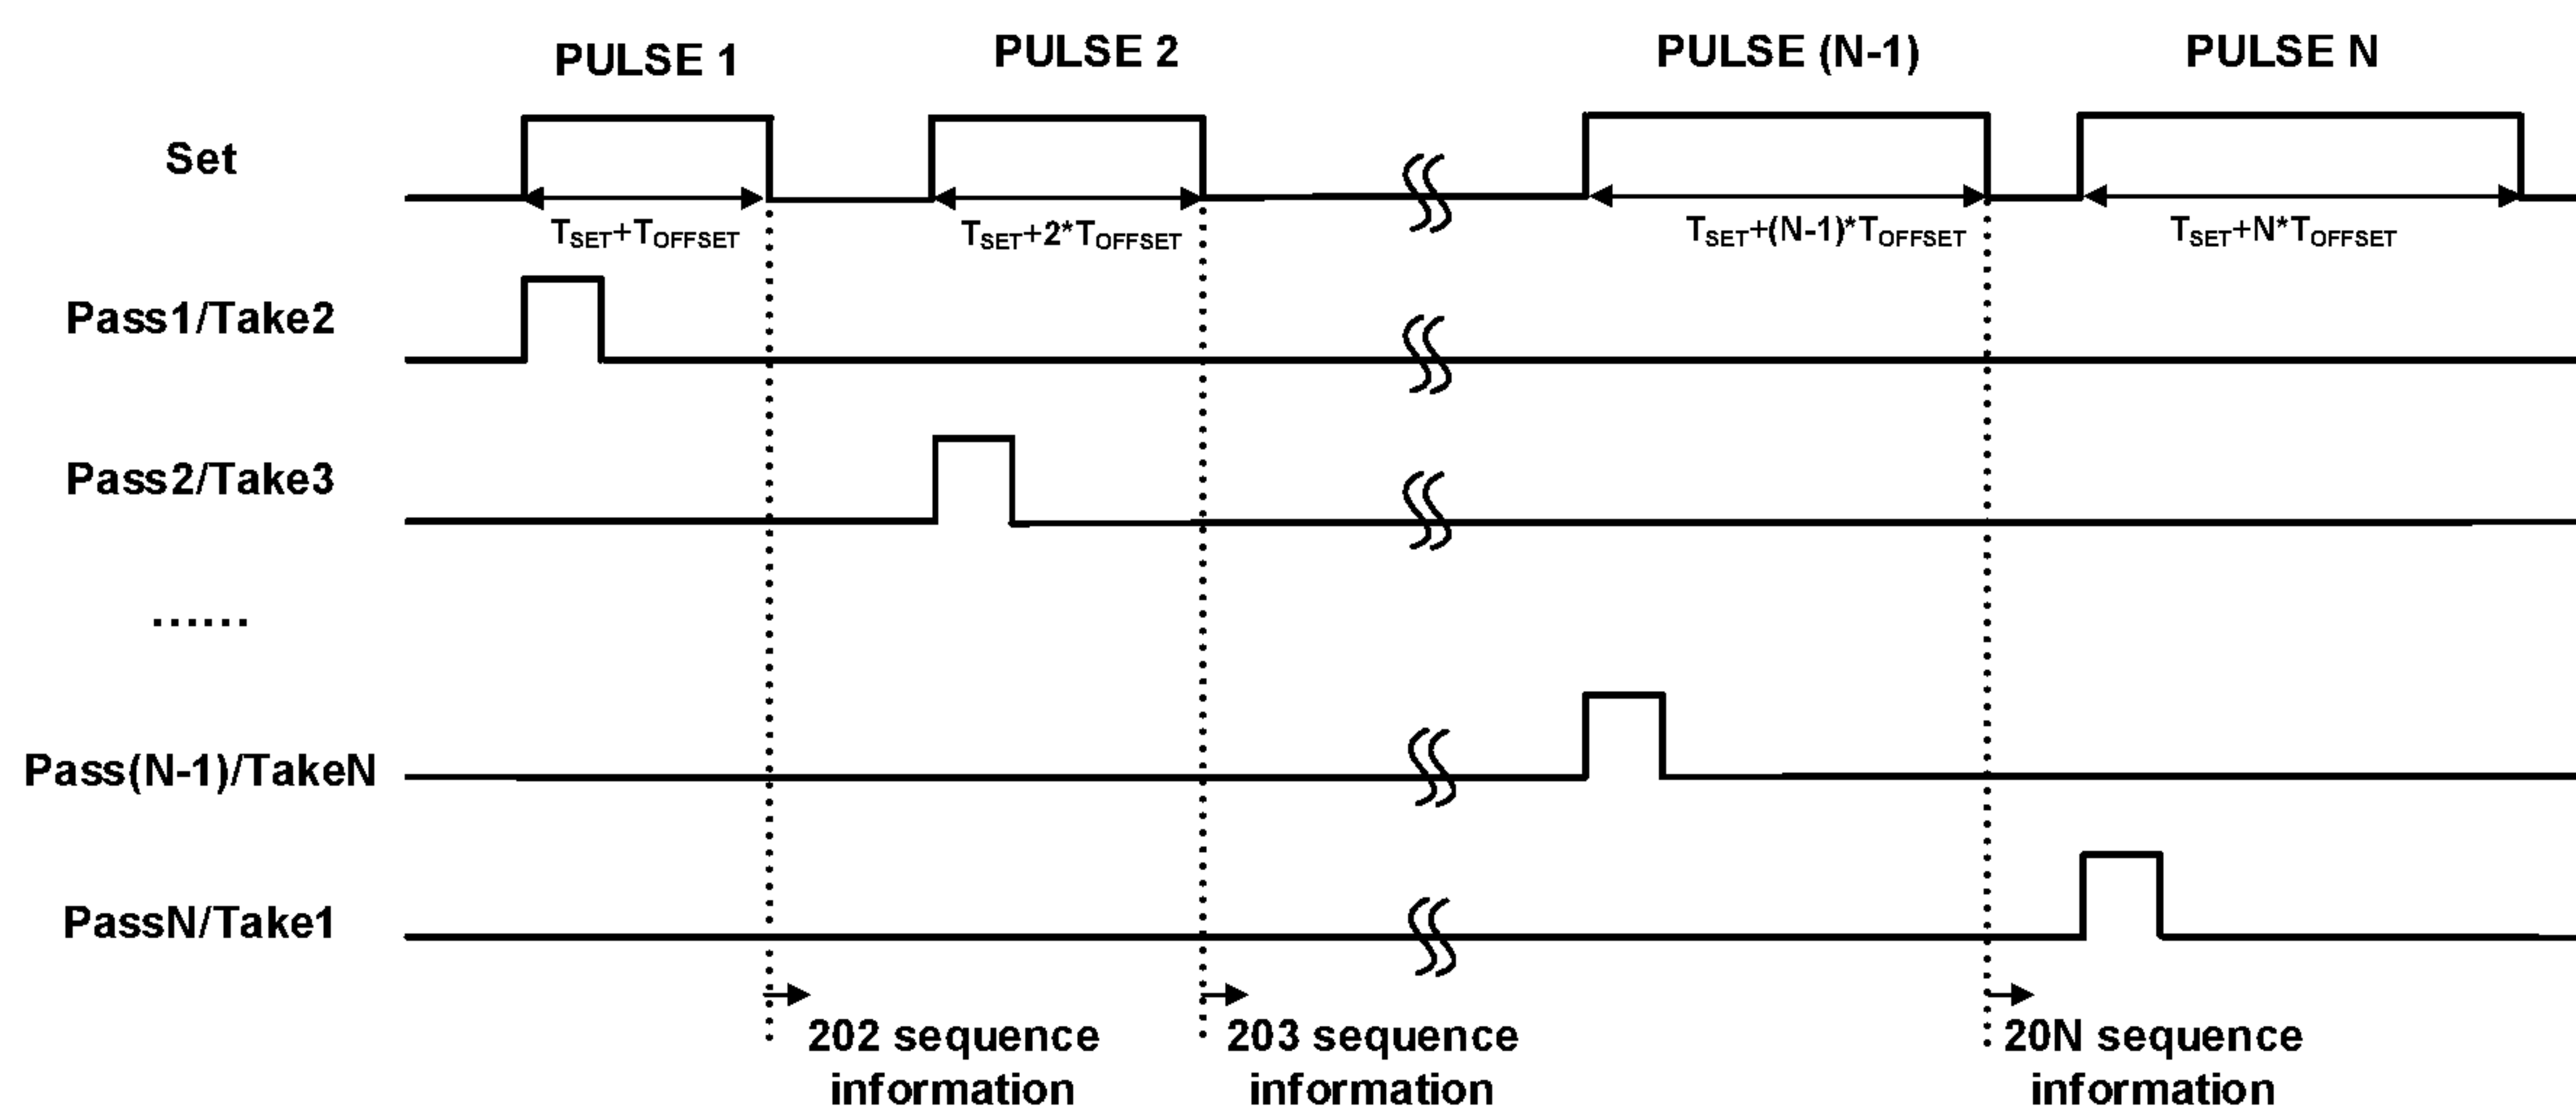 PULSE 1
PULSE 2
PULSE (N-1)
PULSE N
Set
TSET+TOFFSET
TSET+2*TOFFSET
TSET+(N-1)*TOFFSET
TSET+N*TOFFSET
Pass1/Take2
Pass2/Take3
......
Pass(N-1)/TakeN
PassN/Take1
202 sequence
information
203 sequence
information
20N sequence
information